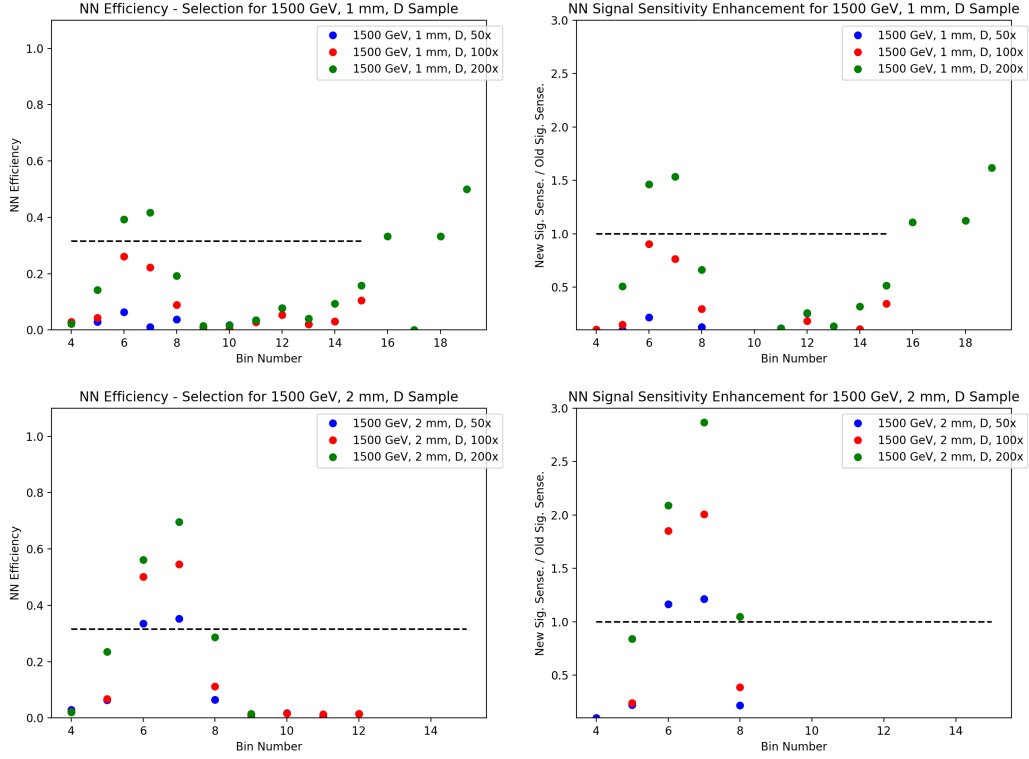 NN Efficiency - Selection for 1500 GeV, 1 mm, D Sample
1500 GeV, 1 mm, D, 50x
1500 GeV, 1 mm, D, 100x
1500 GeV, 1 mm, D, 200x
1.0
0.8
0.6
0.4
0.2
0.0
NN Efficiency
4 6 8 10 12 14 16 18
Bin Number
NN Signal Sensitivity Enhancement for 1500 GeV, 1 mm, D Sample
1500 GeV, 1 mm, D, 50x
1500 GeV, 1 mm, D, 100x
1500 GeV, 1 mm, D, 200x
3.0
2.5
2.0
1.5
1.0
0.5
New Sig. Sense. / Old Sig. Sense.
4 6 8 10 12 14 16 18
Bin Number
NN Efficiency - Selection for 1500 GeV, 2 mm, D Sample
1500 GeV, 2 mm, D, 50x
1500 GeV, 2 mm, D, 100x
1500 GeV, 2 mm, D, 200x
1.0
0.8
0.6
0.4
0.2
0.0
NN Efficiency
4 6 8 10 12 14
Bin Number
NN Signal Sensitivity Enhancement for 1500 GeV, 2 mm, D Sample
1500 GeV, 2 mm, D, 50x
1500 GeV, 2 mm, D, 100x
1500 GeV, 2 mm, D, 200x
3.0
2.5
2.0
1.5
1.0
0.5
New Sig. Sense. / Old Sig. Sense.
4 6 8 10 12 14
Bin Number